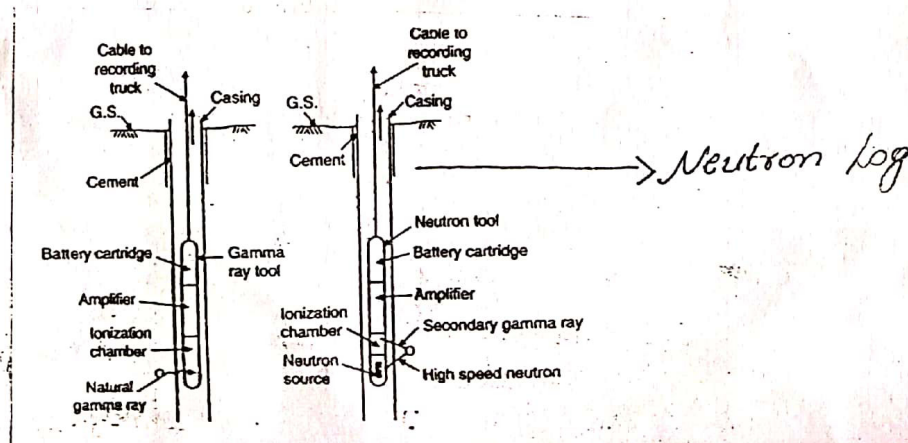 Cable to
recording
truck
Casing
G.S.
Cement
Battery cartridge
Gamma
ray tool
Amplifier
Ionization
chamber
Natural
gamma ray
Cable to
recording
truck
Casing
G.S.
Cement
Neutron Log
Neutron tool
Battery cartridge
Amplifier
Ionization
chamber
Secondary gamma ray
Neutron
source
High speed neutron